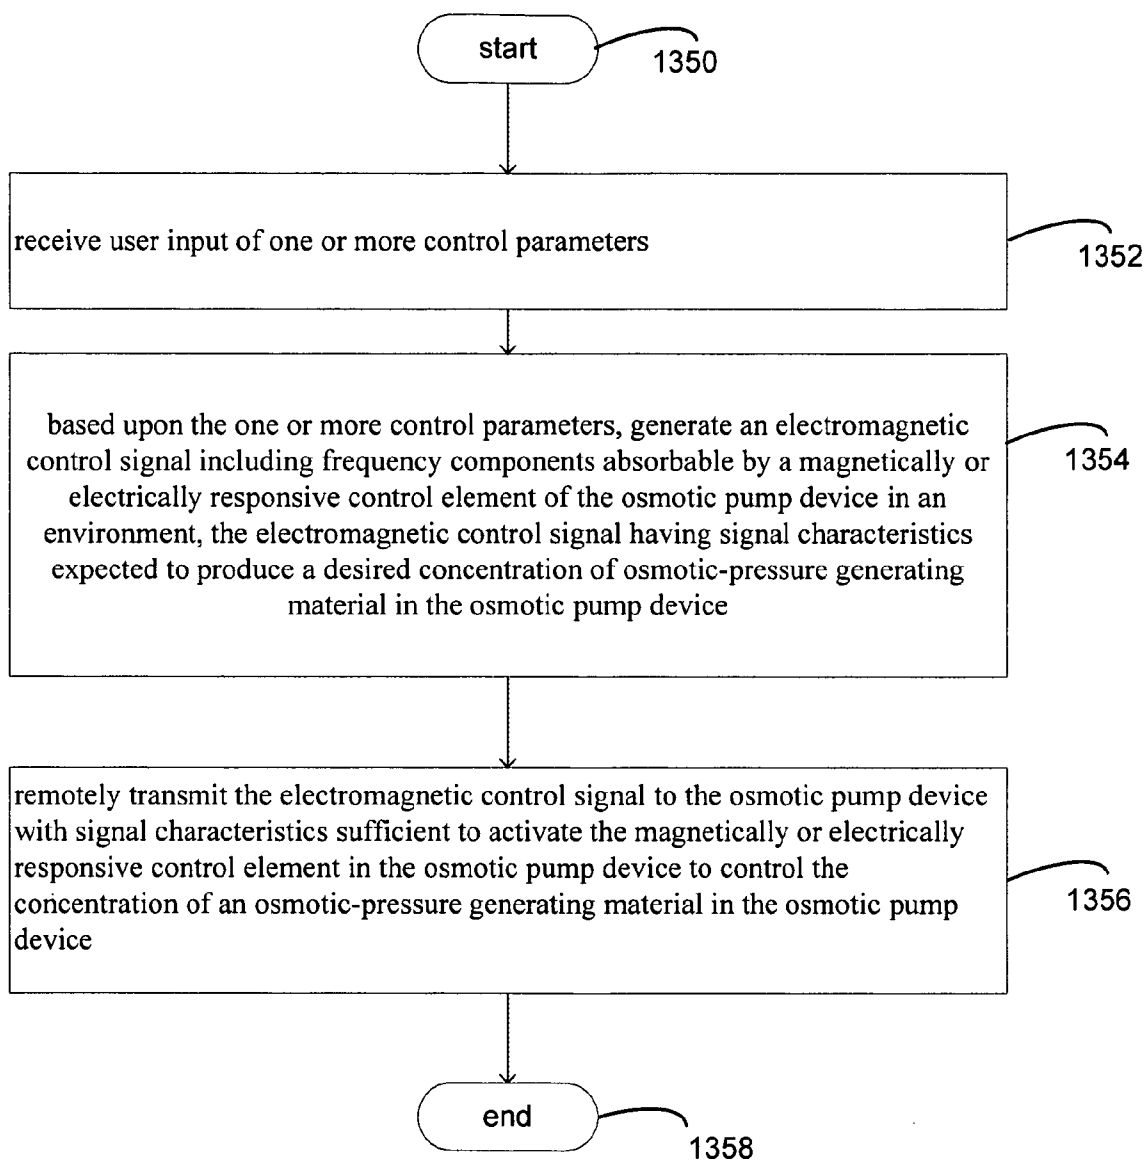 start
1350
receive user input of one or more control parameters
1352
based upon the one or more control parameters, generate an electromagnetic
control signal including frequency components absorbable by a magnetically or
electrically responsive control element of the osmotic pump device in an
environment, the electromagnetic control signal having signal characteristics
expected to produce a desired concentration of osmotic-pressure generating
material in the osmotic pump device
1354
remotely transmit the electromagnetic control signal to the osmotic pump device
with signal characteristics sufficient to activate the magnetically or electrically
responsive control element in the osmotic pump device to control the
concentration of an osmotic-pressure generating material in the osmotic pump
device
1356
end
1358